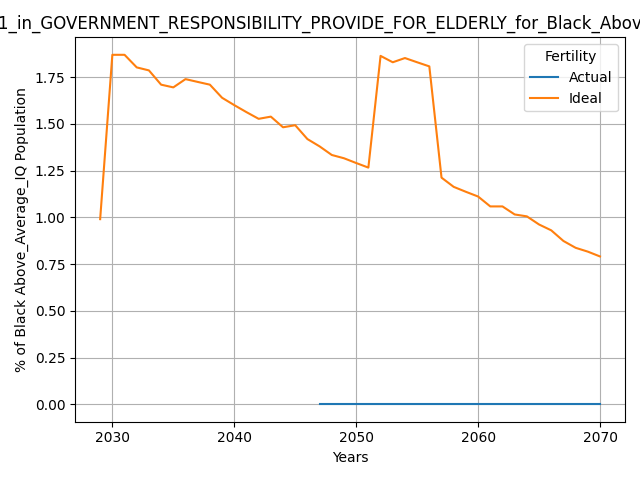 1_in_GOVERNMENT_RESPONSIBILITY_PROVIDE_FOR_ELDERLY_for_Black_Abov
Fertility
Actual
Ideal
% of Black Above_Average_IQ Population
1.75
1.50
1.25
1.00
0.75
0.50
0.25
0.00
2030 2040 2050 2060 2070
Years